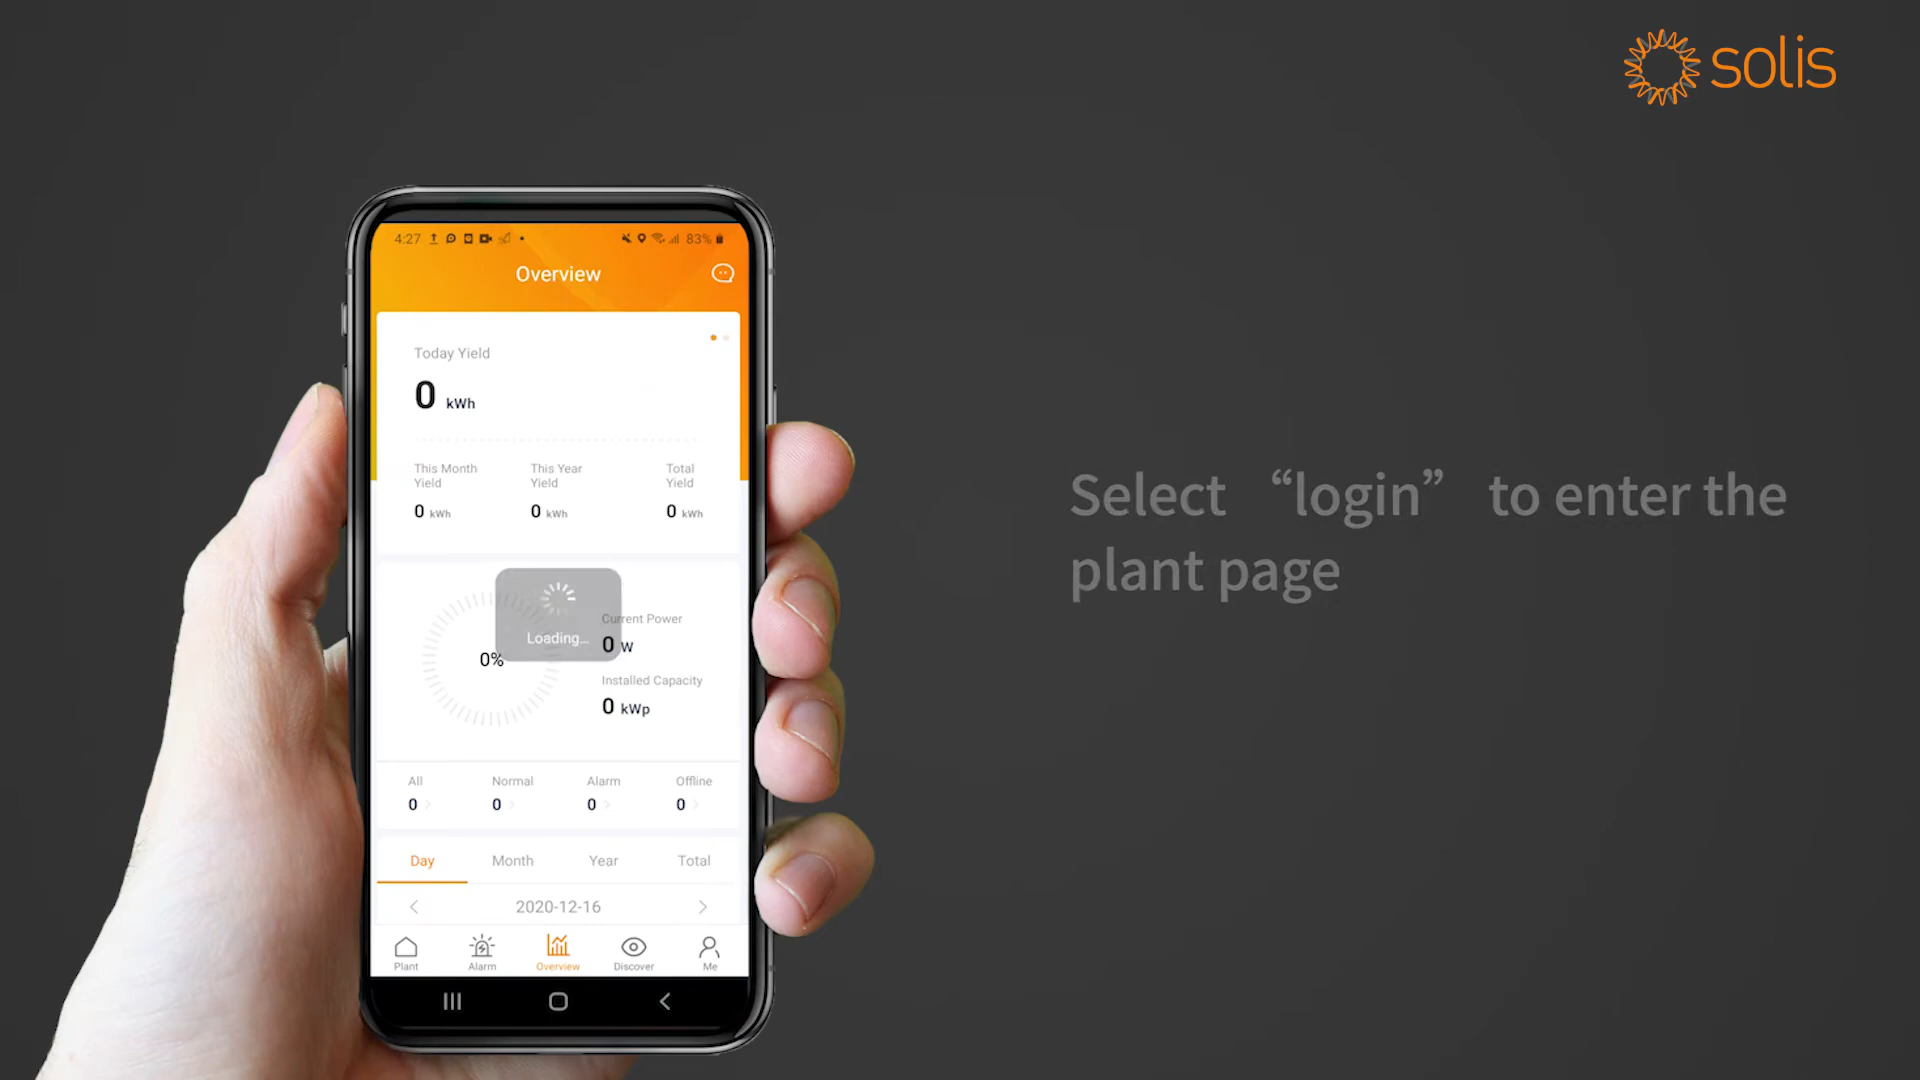 solis
4:27 83%
Overview
Today Yield
0 kWh
This Month Yield
This Year Yield
Total Yield
0 kWh 0 kWh 0 kWh
Loading...
0%
Current Power
0 W
Installed Capacity
0 kWp
All Normal Alarm Offline
0 0 0 0
Day Month Year Total
2020-12-16
Plant Alarm Overview Discover Me
Select “login” to enter the
plant page